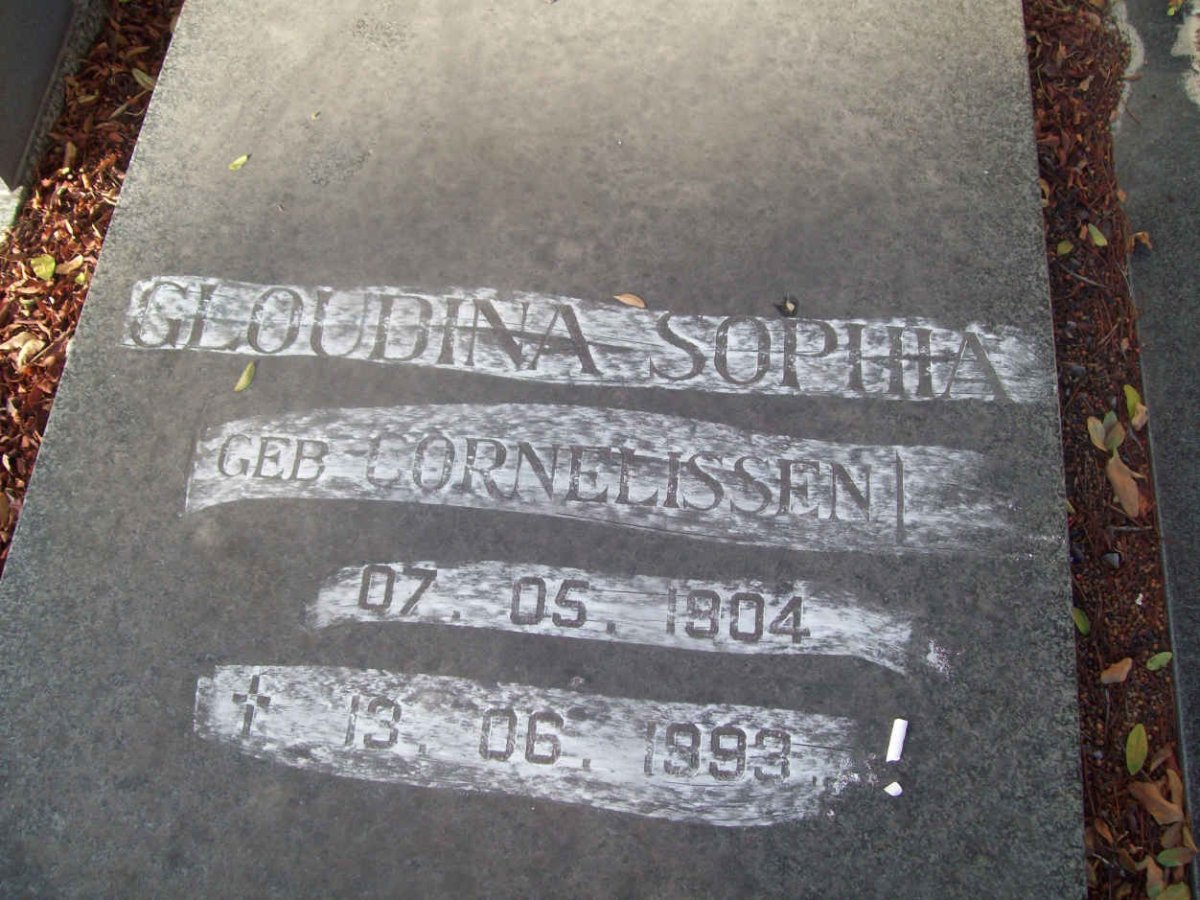 GLOUDINA SOPHIA
GEB CORNELISSEN
07. 05. 1904
† 13. 06. 1993